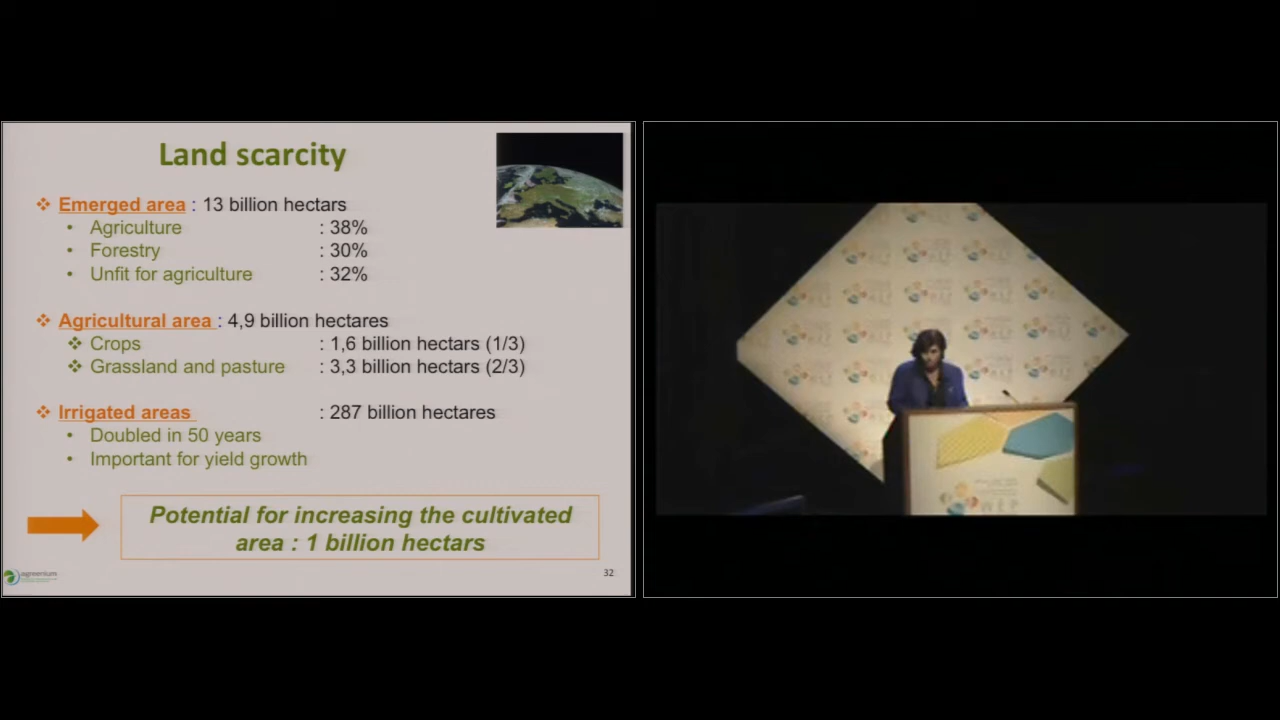 Land scarcity
❖ Emerged area : 13 billion hectars
• Agriculture : 38%
• Forestry : 30%
• Unfit for agriculture : 32%
❖ Agricultural area : 4,9 billion hectares
❖ Crops : 1,6 billion hectars (1/3)
❖ Grassland and pasture : 3,3 billion hectars (2/3)
❖ Irrigated areas : 287 billion hectares
• Doubled in 50 years
• Important for yield growth
Potential for increasing the cultivated
area : 1 billion hectars
agreenium
32